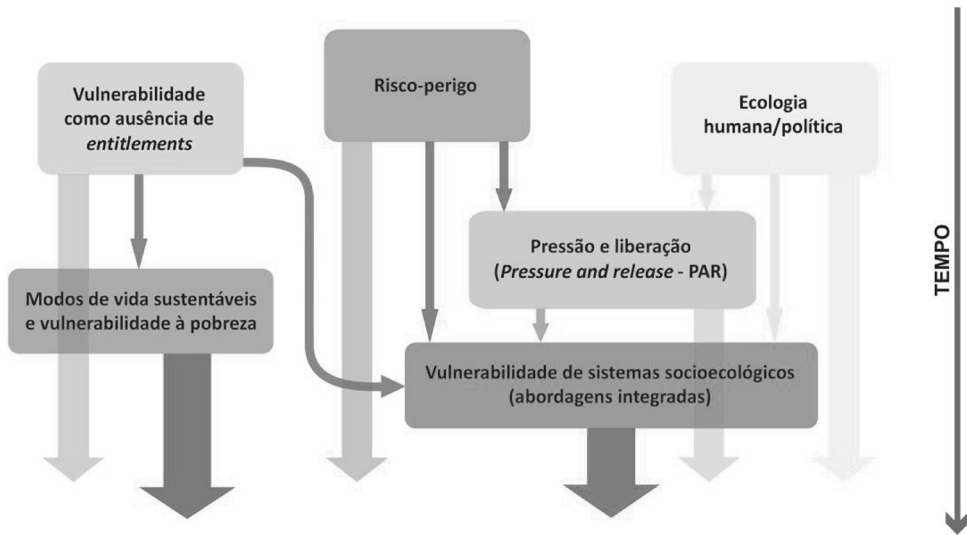 Vulnerabilidade
como ausência de
entitlements
Risco-perigo
Ecologia
humana/política
Pressão e liberação
(Pressure and release - PAR)
Modos de vida sustentáveis
e vulnerabilidade à pobreza
Vulnerabilidade de sistemas socioecológicos
(abordagens integradas)
TEMPO